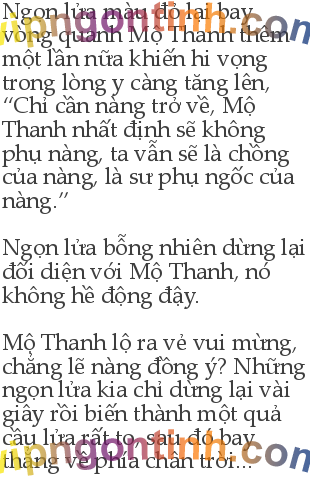 Ngọn lửa màu đỏ lại bay
vòng quanh Mộ Thanh thêm
một lần nữa khiến hi vọng
trong lòng y càng tăng lên,
“Chỉ cần nàng trở về, Mộ
Thanh nhất định sẽ không
phụ nàng, ta vẫn sẽ là chồng
của nàng, là sư phụ ngốc của
nàng.”
Ngọn lửa bỗng nhiên dừng lại
đối diện với Mộ Thanh, nó
không hề động đậy.
Mộ Thanh lộ ra vẻ vui mừng,
chẳng lẽ nàng đồng ý? Những
ngọn lửa kia chỉ dừng lại vài
giây rồi biến thành một quả
cầu lửa rất to, sau đó bay
thẳng về phía chân trời...
vipngontinh.com
vipngontinh.com